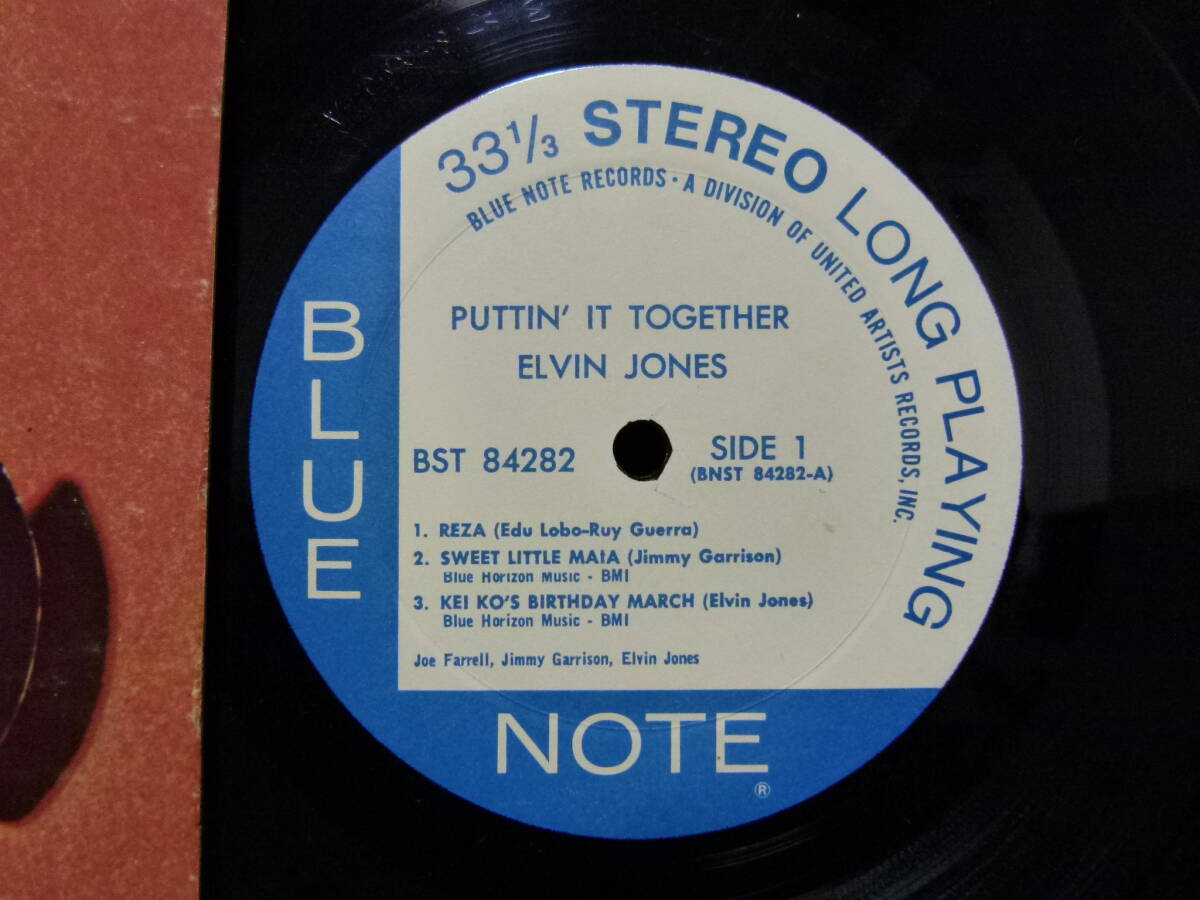 33⅓ STEREO LONG PLAYING
BLUE NOTE RECORDS · A DIVISION OF UNITED ARTISTS RECORDS, INC.
PUTTIN' IT TOGETHER
ELVIN JONES
BST 84282
SIDE 1
(BNST 84282-A)
1. REZA (Edu Lobo-Ruy Guerra)
2. SWEET LITTLE MAIA (Jimmy Garrison)
Blue Horizon Music - BMI
3. KEI KO'S BIRTHDAY MARCH (Elvin Jones)
Blue Horizon Music - BMI
Joe Farrell, Jimmy Garrison, Elvin Jones
BLUE
NOTE
®